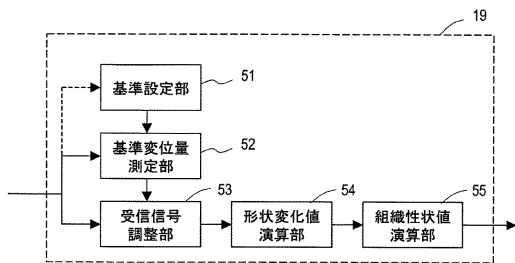 19
基準設定部
51
基準変位量
測定部
52
受信信号
調整部
53
形状変化値
演算部
54
組織性状値
演算部
55